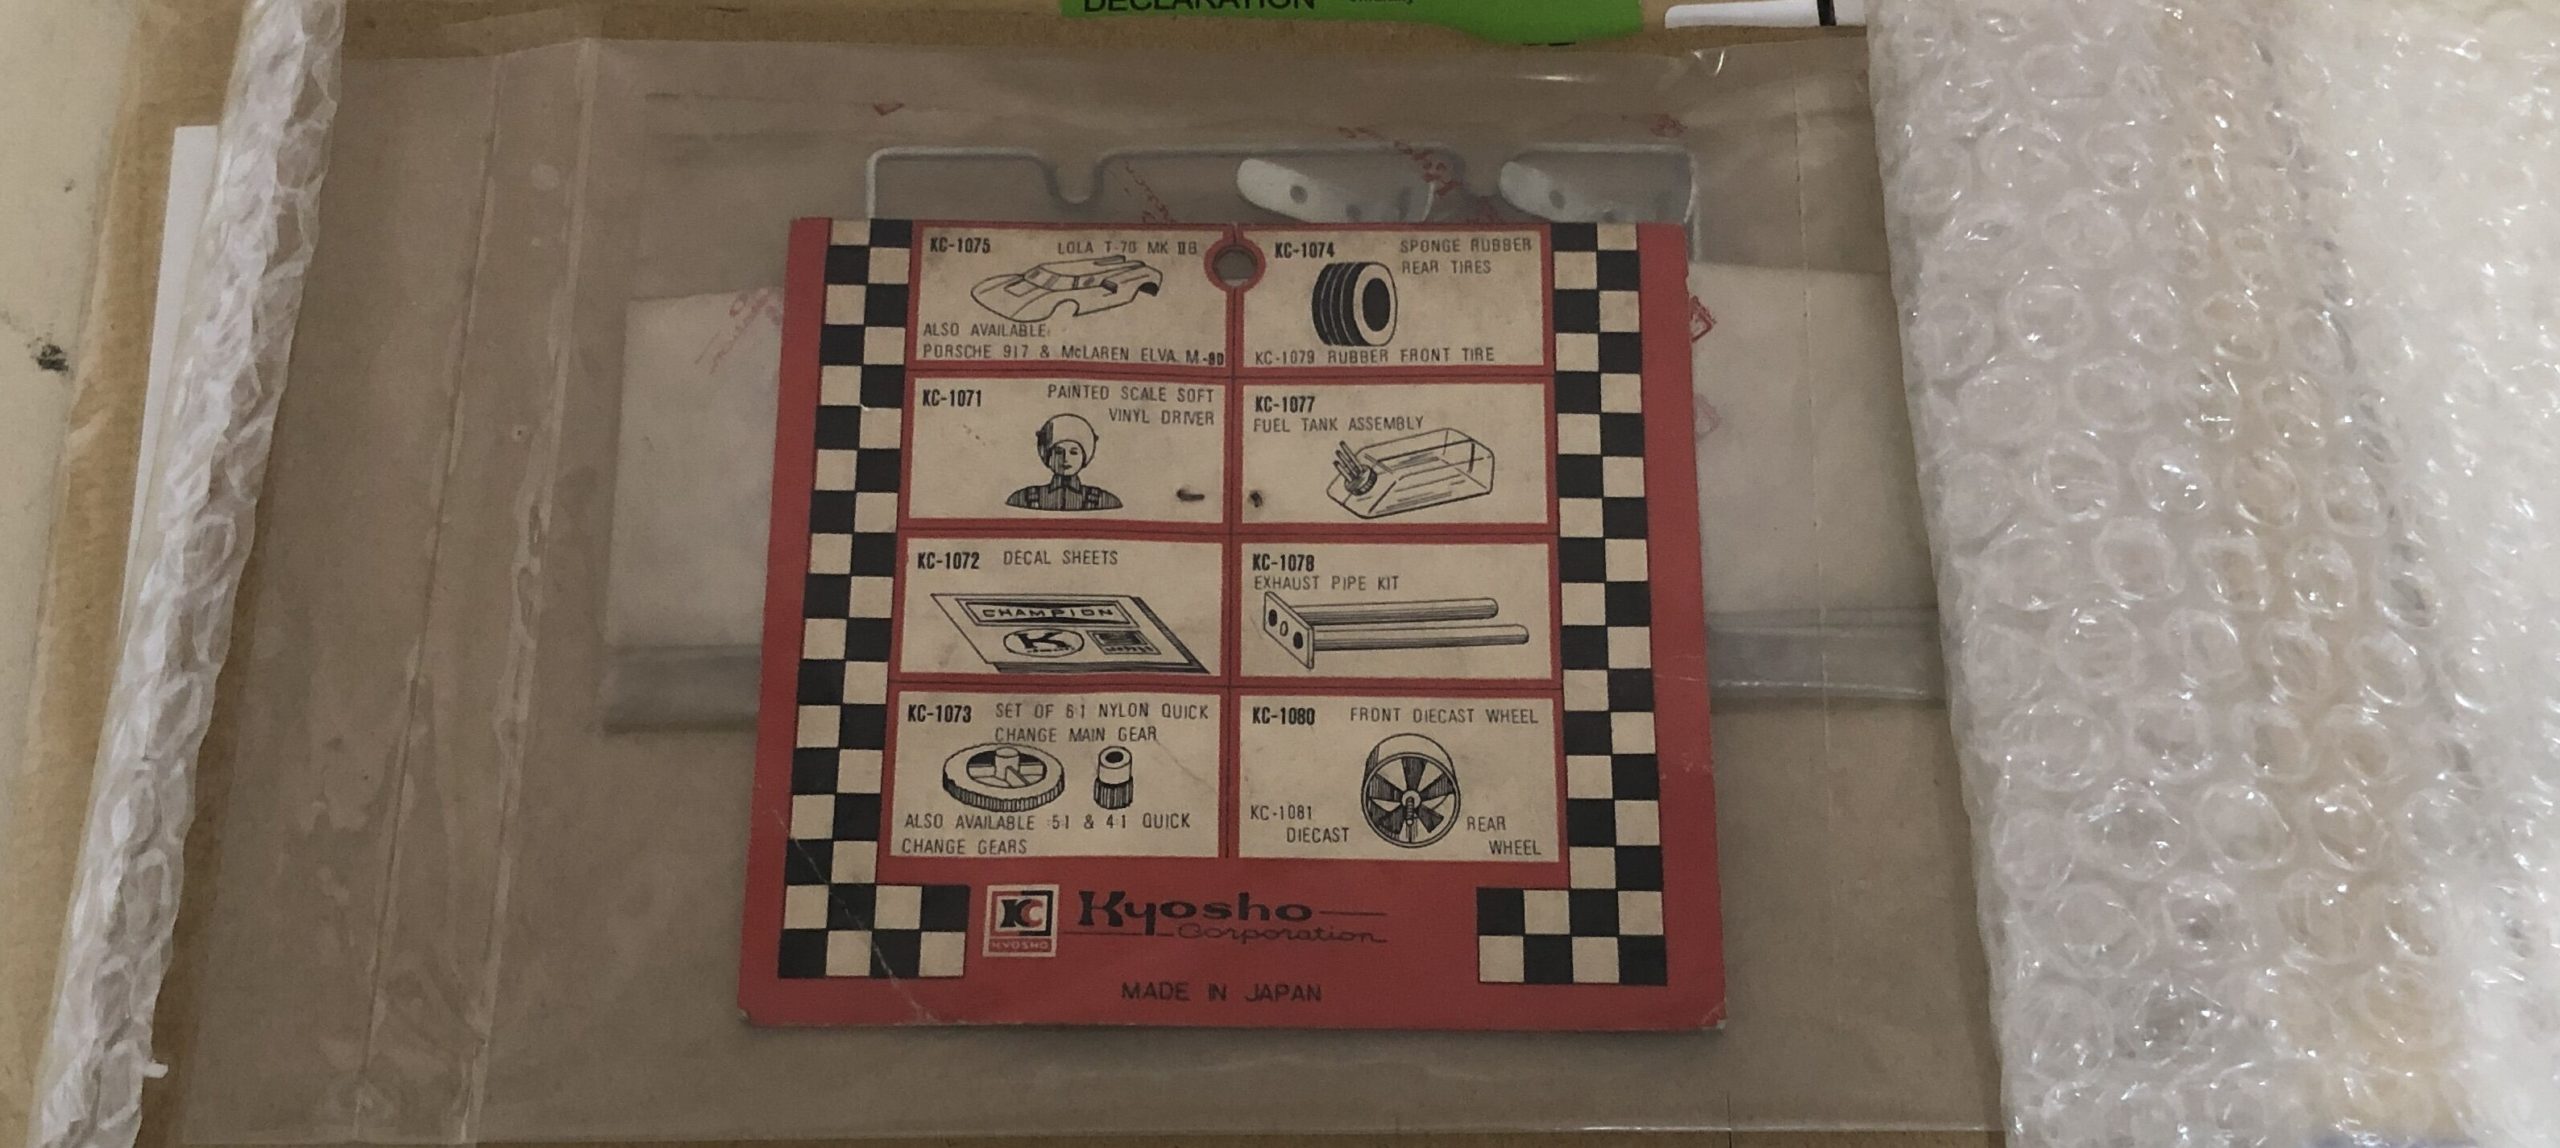 DECLARATION
KC-1075 LOLA T-70 MK IIB
ALSO AVAILABLE:
PORSCHE 917 & McLAREN ELVA M-8D
KC-1074 SPONGE RUBBER
REAR TIRES
KC-1079 RUBBER FRONT TIRE
KC-1071 PAINTED SCALE SOFT
VINYL DRIVER
KC-1077
FUEL TANK ASSEMBLY
KC-1072 DECAL SHEETS
CHAMPION
K
KC-1078
EXHAUST PIPE KIT
KC-1073 SET OF 6:1 NYLON QUICK
CHANGE MAIN GEAR
ALSO AVAILABLE 5:1 & 4:1 QUICK
CHANGE GEARS
KC-1080 FRONT DIECAST WHEEL
KC-1081 REAR
DIECAST WHEEL
KC Kyosho
KYOSHO Corporation
MADE IN JAPAN